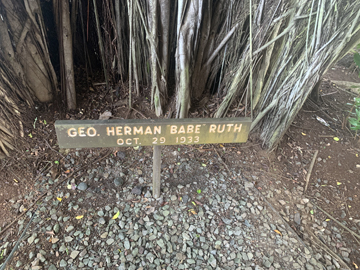 GEO. HERMAN "BABE" RUTH
OCT. 29 1933